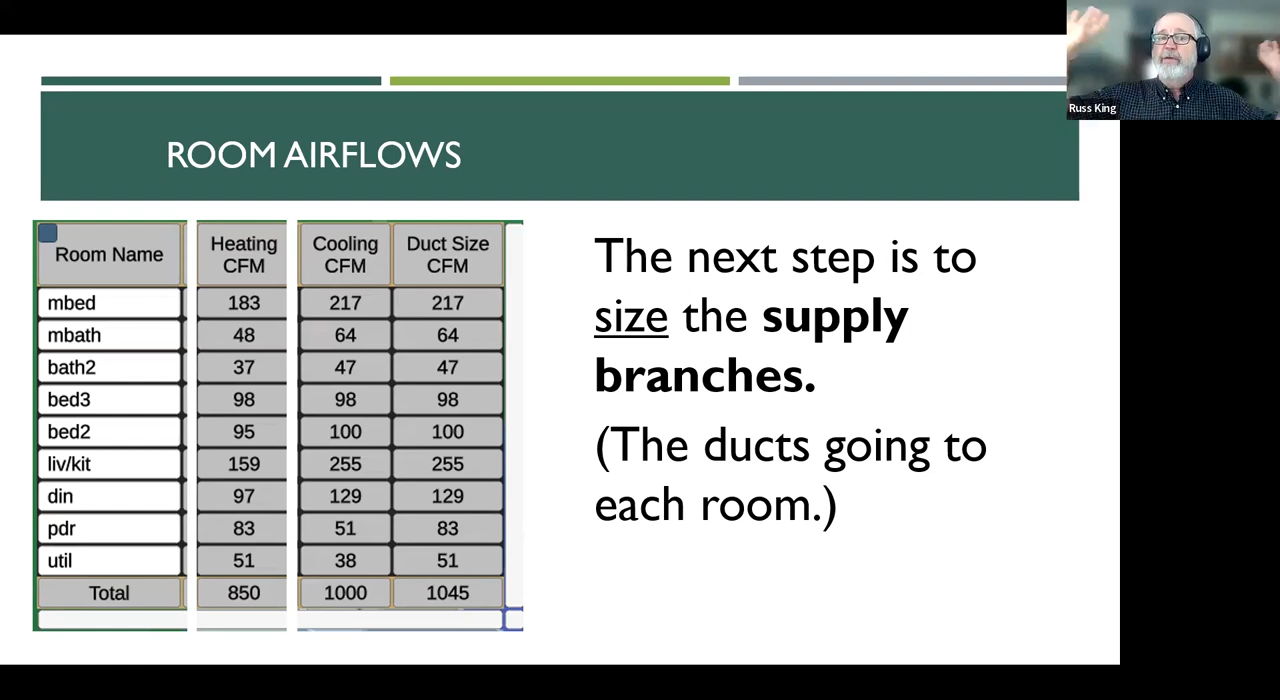 Russ King
ROOM AIRFLOWS
Room Name Heating CFM Cooling CFM Duct Size CFM
mbed 183 217 217
mbath 48 64 64
bath2 37 47 47
bed3 98 98 98
bed2 95 100 100
liv/kit 159 255 255
din 97 129 129
pdr 83 51 83
util 51 38 51
Total 850 1000 1045
The next step is to
size the supply
branches.
(The ducts going to
each room.)